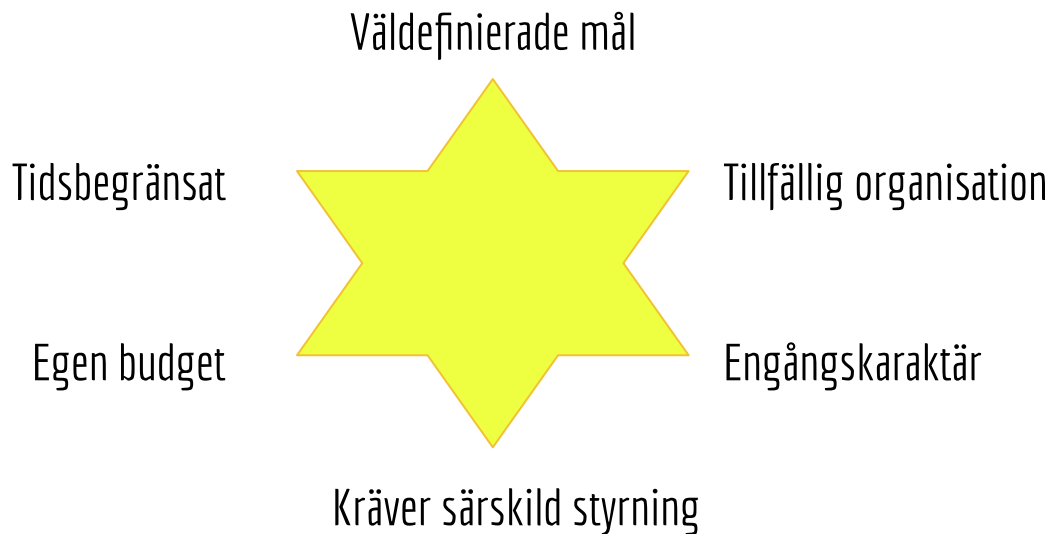 Väldefinierade mål
Tidsbegränsat
Tillfällig organisation
Egen budget
Engångskaraktär
Kräver särskild styrning